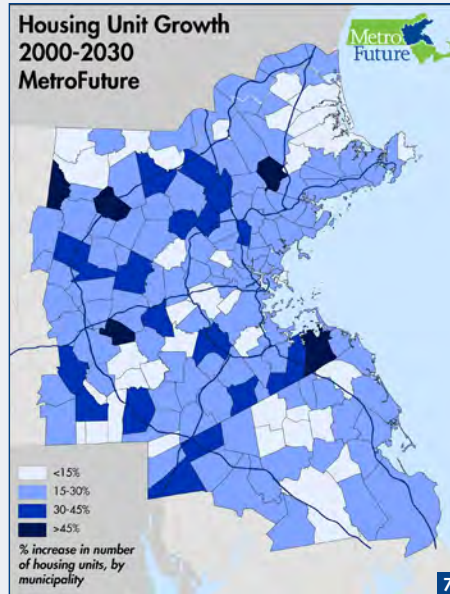 Housing Unit Growth
2000-2030
MetroFuture
Metro
Future
<15%
15-30%
30-45%
>45%
% increase in number
of housing units, by
municipality
7